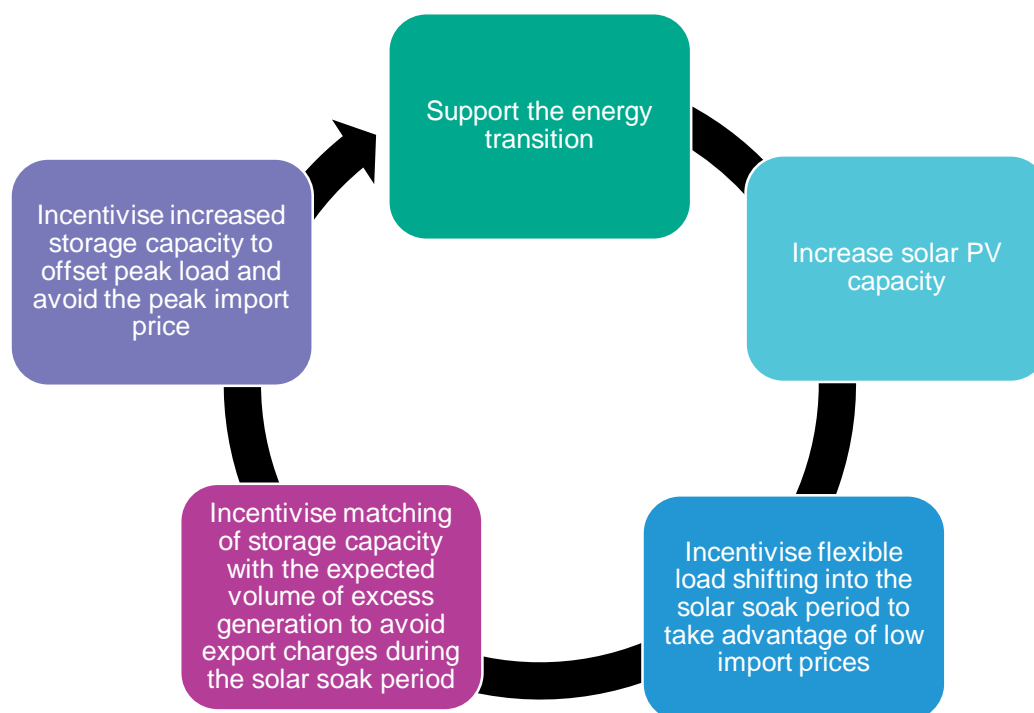 Support the energy
transition
Increase solar PV
capacity
Incentivise flexible
load shifting into the
solar soak period to
take advantage of low
import prices
Incentivise matching
of storage capacity
with the expected
volume of excess
generation to avoid
export charges during
the solar soak period
Incentivise increased
storage capacity to
offset peak load and
avoid the peak import
price